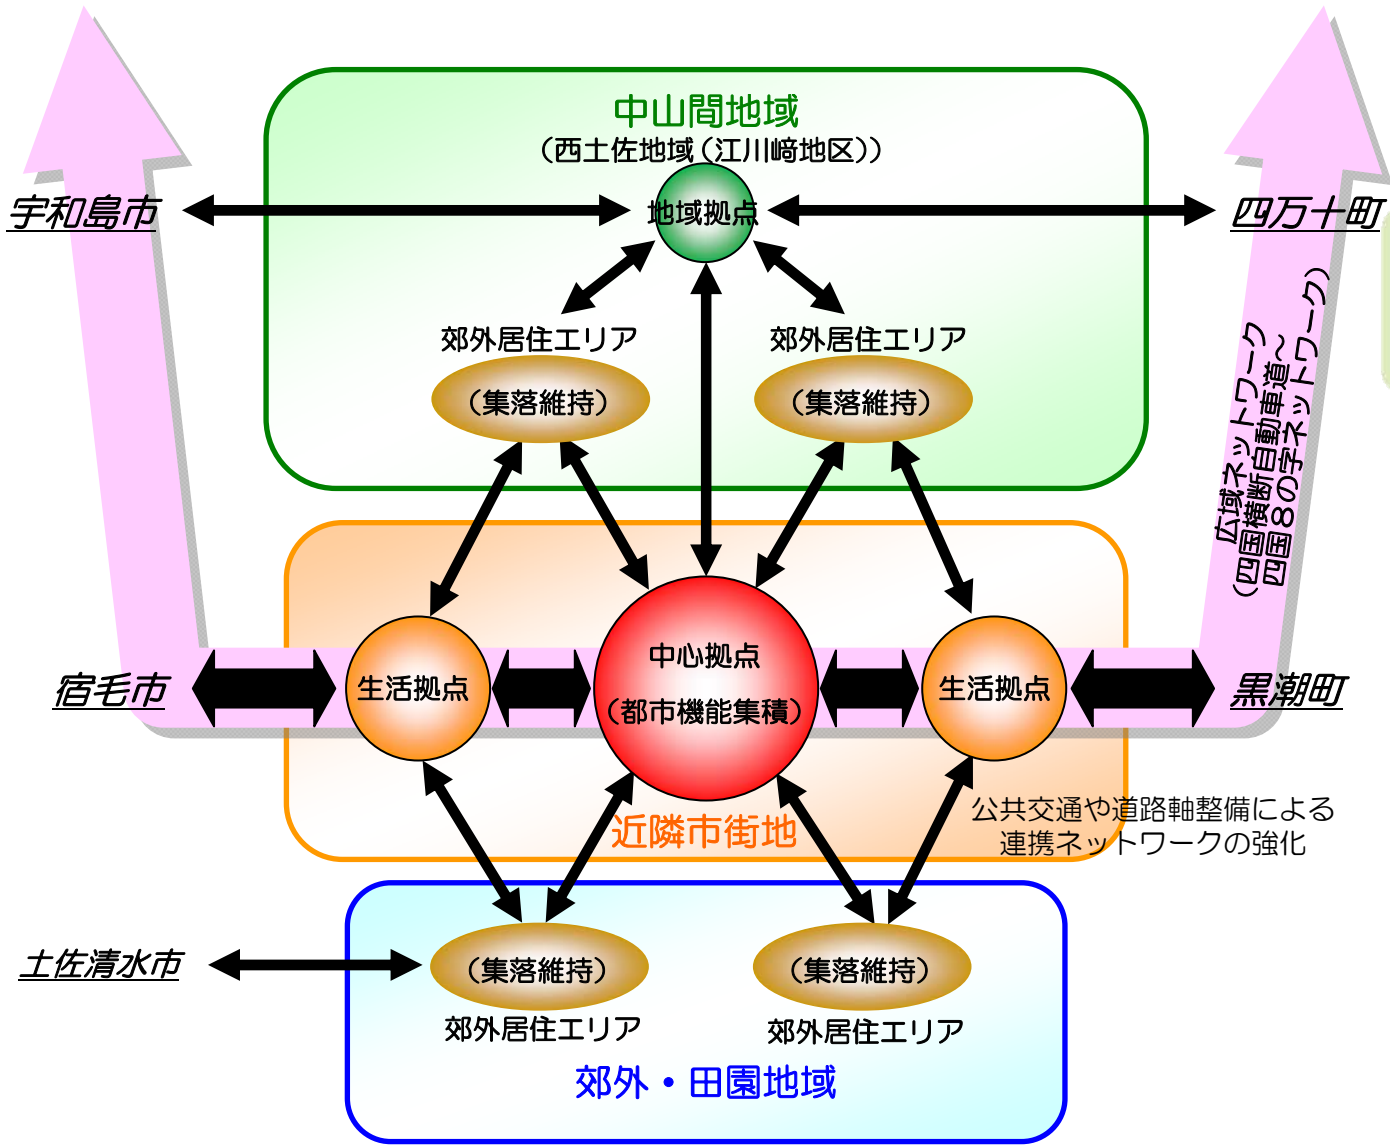 中山間地域
（西土佐地域（江川﨑地区））
宇和島市
地域拠点
四万十町
郊外居住エリア
郊外居住エリア
（集落維持）
（集落維持）
広域ネットワーク
（四国横断自動車道～
四国８の字ネットワーク）
宿毛市
生活拠点
中心拠点
（都市機能集積）
生活拠点
黒潮町
近隣市街地
公共交通や道路軸整備による
連携ネットワークの強化
土佐清水市
（集落維持）
（集落維持）
郊外居住エリア
郊外居住エリア
郊外・田園地域